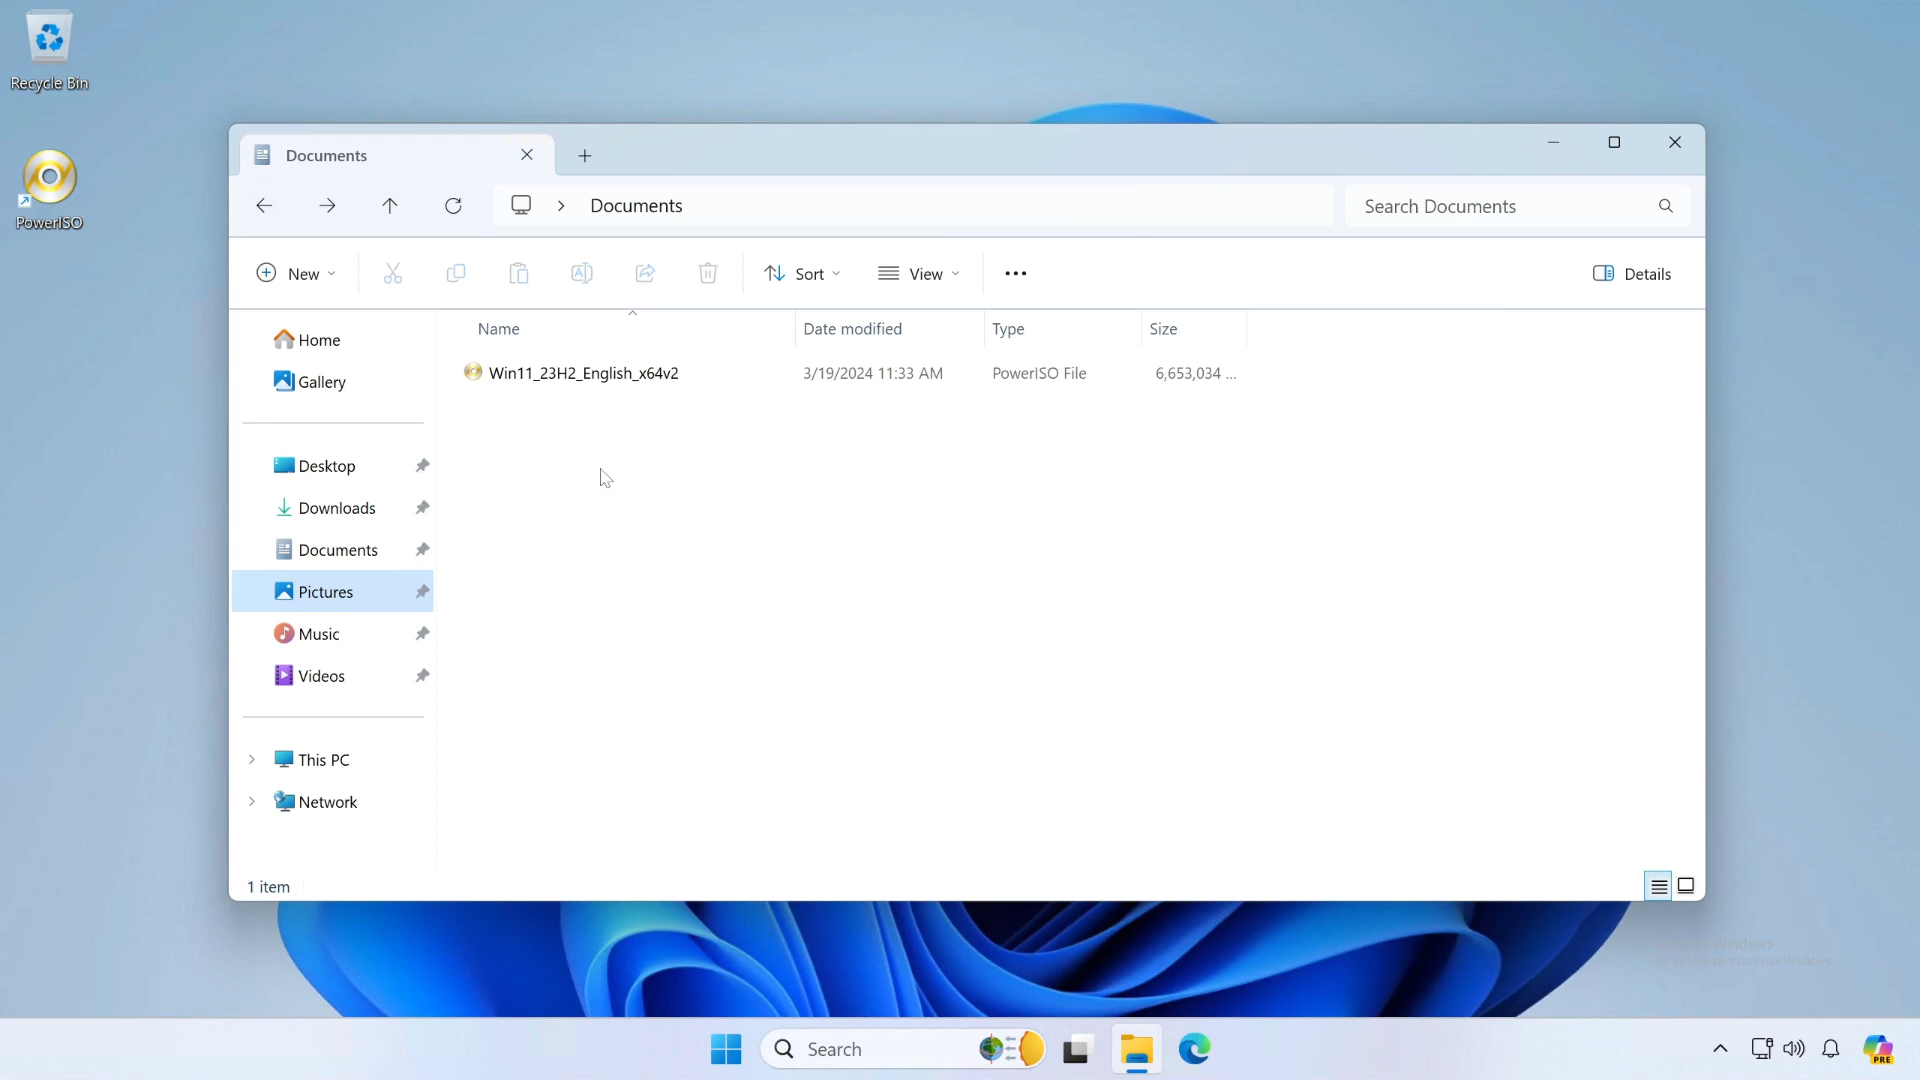 Recycle Bin
PowerISO
Documents
Documents
Search Documents
New
Sort
View
Details
Name
Date modified
Type
Size
Win11_23H2_English_x64v2
3/19/2024 11:33 AM
PowerISO File
6,653,034 ...
Home
Gallery
Desktop
Downloads
Documents
Pictures
Music
Videos
This PC
Network
1 item
Windows
Search
PRE